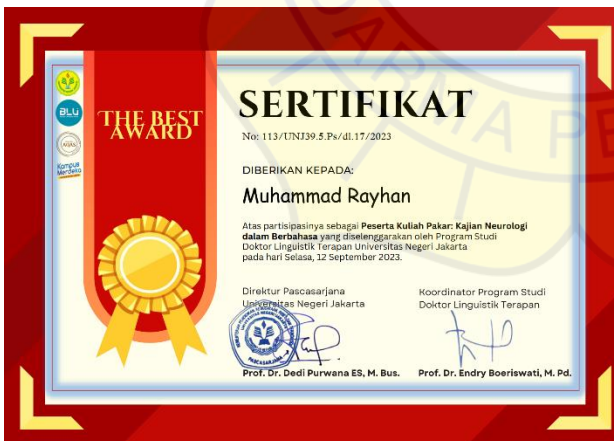 DARMA P
BLU
AQAS
Kampus
Merdeka
THE BEST
AWARD
SERTIFIKAT
No: 113/UNJ39.5.Ps/dl.17/2023
DIBERIKAN KEPADA:
Muhammad Rayhan
Atas partisipasinya sebagai Peserta Kuliah Pakar: Kajian Neurologi
dalam Berbahasa yang diselenggarakan oleh Program Studi
Doktor Linguistik Terapan Universitas Negeri Jakarta
pada hari Selasa, 12 September 2023.
Direktur Pascasarjana
Universitas Negeri Jakarta
Koordinator Program Studi
Doktor Linguistik Terapan
PASCASARJANA
Prof. Dr. Dedi Purwana ES, M. Bus.
Prof. Dr. Endry Boeriswati, M. Pd.